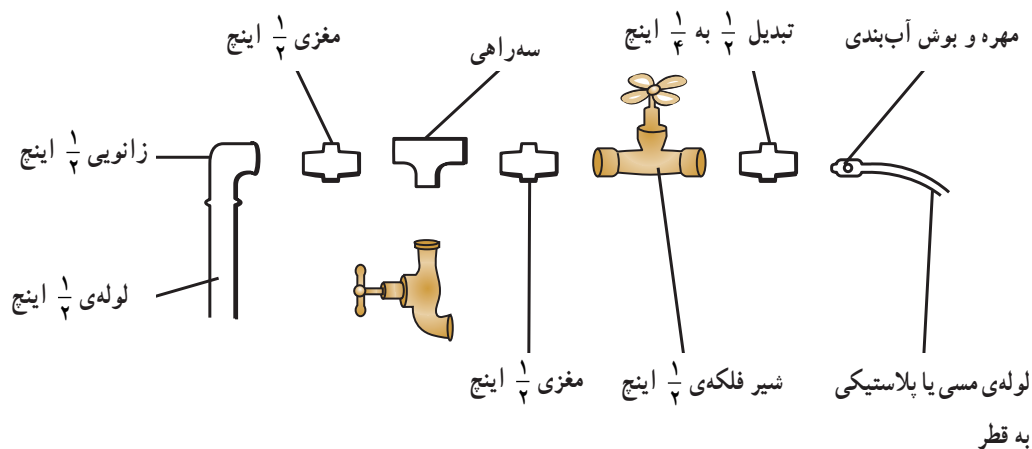 مهره و بوش آب‌بندی
تبدیل ۱/۲ به ۱/۴ اینچ
سه‌راهی
مغزی ۱/۲ اینچ
زانویی ۱/۲ اینچ
لوله‌ی ۱/۲ اینچ
لوله‌ی مسی یا پلاستیکی
به قطر
شیر فلکه‌ی ۱/۲ اینچ
مغزی ۱/۲ اینچ